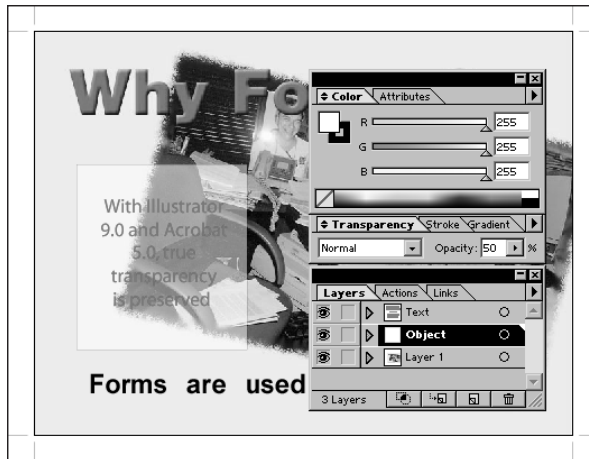 Why Fo
Color Attributes
R 255
G 255
B 255
Transparency Stroke Gradient
Normal Opacity: 50 %
With Illustrator
9.0 and Acrobat
5.0, true
transparency
is preserved
Layers Actions Links
Text
Object
Layer 1
3 Layers
Forms are used